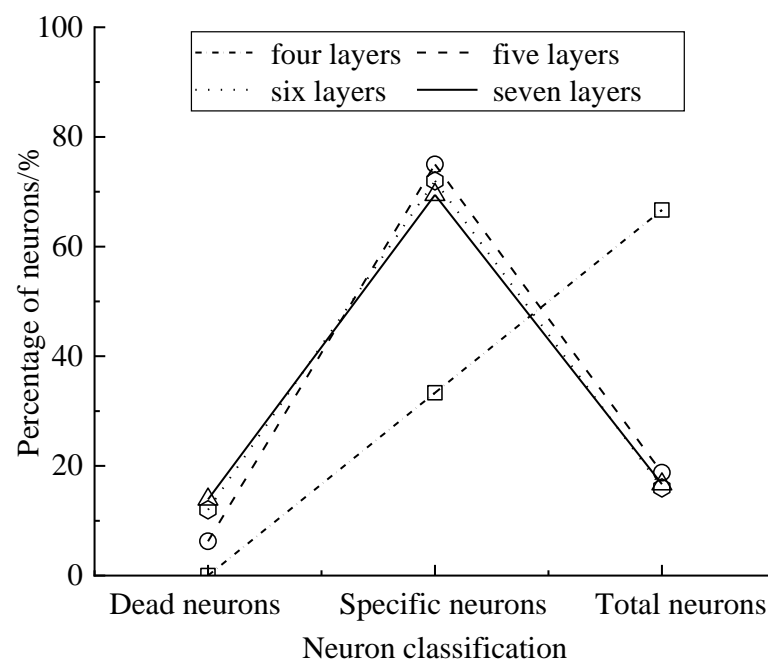 100
four layers five layers
six layers seven layers
80
60
40
20
0
Percentage of neurons/%
Dead neurons Specific neurons Total neurons
Neuron classification